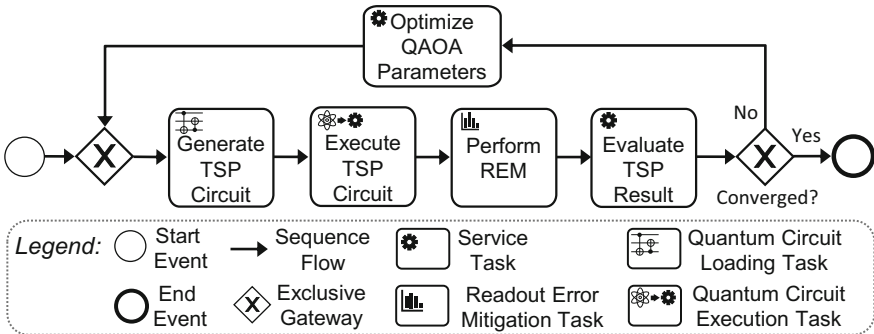 Optimize
QAOA
Parameters
No
Yes
Generate
TSP
Circuit
Execute
TSP
Circuit
Perform
REM
Evaluate
TSP
Result
X
X
Converged?
Legend:
Start
Event
Sequence
Flow
Service
Task
Quantum Circuit
Loading Task
End
Event
X
Exclusive
Gateway
Readout Error
Mitigation Task
Quantum Circuit
Execution Task